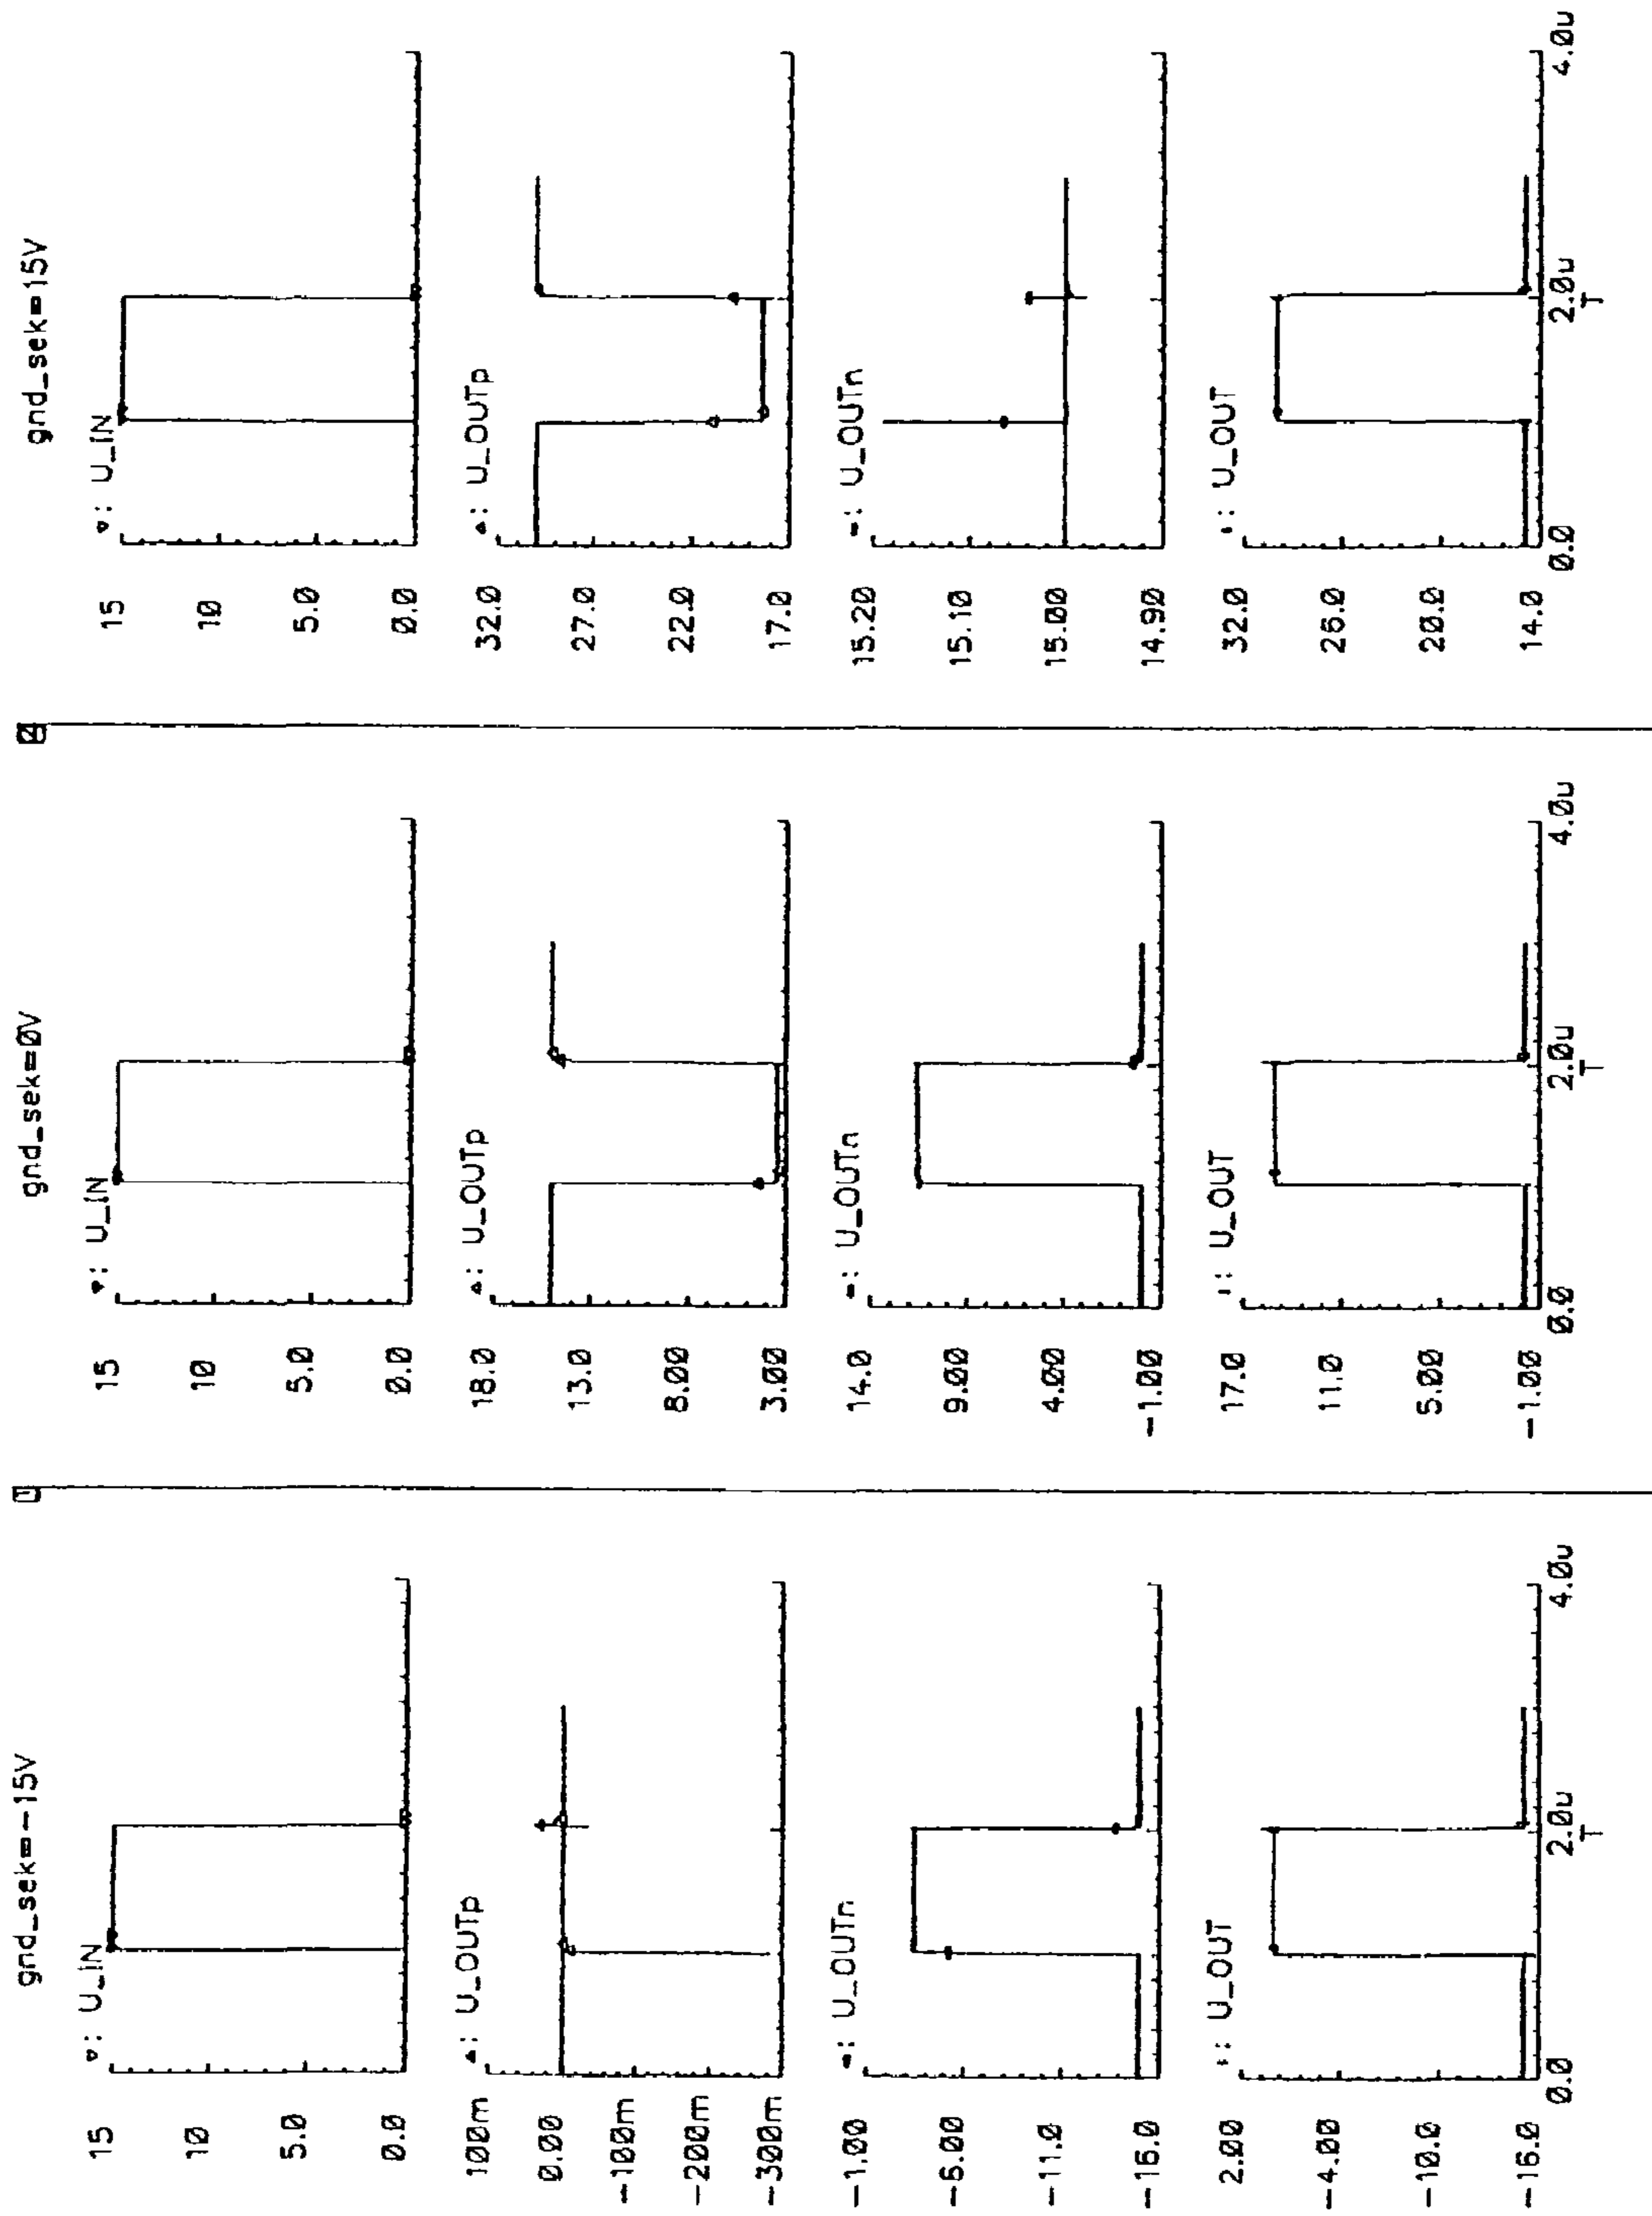 gnd_sek=-15V
▿: U_IN
15
10
5.0
0.0
▵: U_OUTp
100m
0.00
-100m
-200m
-300m
-: U_OUTn
-1.00
-6.00
-11.0
-16.0
: U_OUT
2.00
-4.00
-10.0
-16.0
0.0 2.0u 4.0u
1
gnd_sek=0V
▿: U_IN
15
10
5.0
0.0
▵: U_OUTp
18.0
13.0
8.00
3.00
-: U_OUTn
14.0
9.00
4.00
-1.00
: U_OUT
17.0
11.0
5.00
-1.00
0.0 2.0u 4.0u
2
gnd_sek=15V
▿: U_IN
15
10
5.0
0.0
▵: U_OUTp
32.0
27.0
22.0
17.0
-: U_OUTn
15.20
15.10
15.00
14.90
: U_OUT
32.0
26.0
20.0
14.0
0.0 2.0u 4.0u